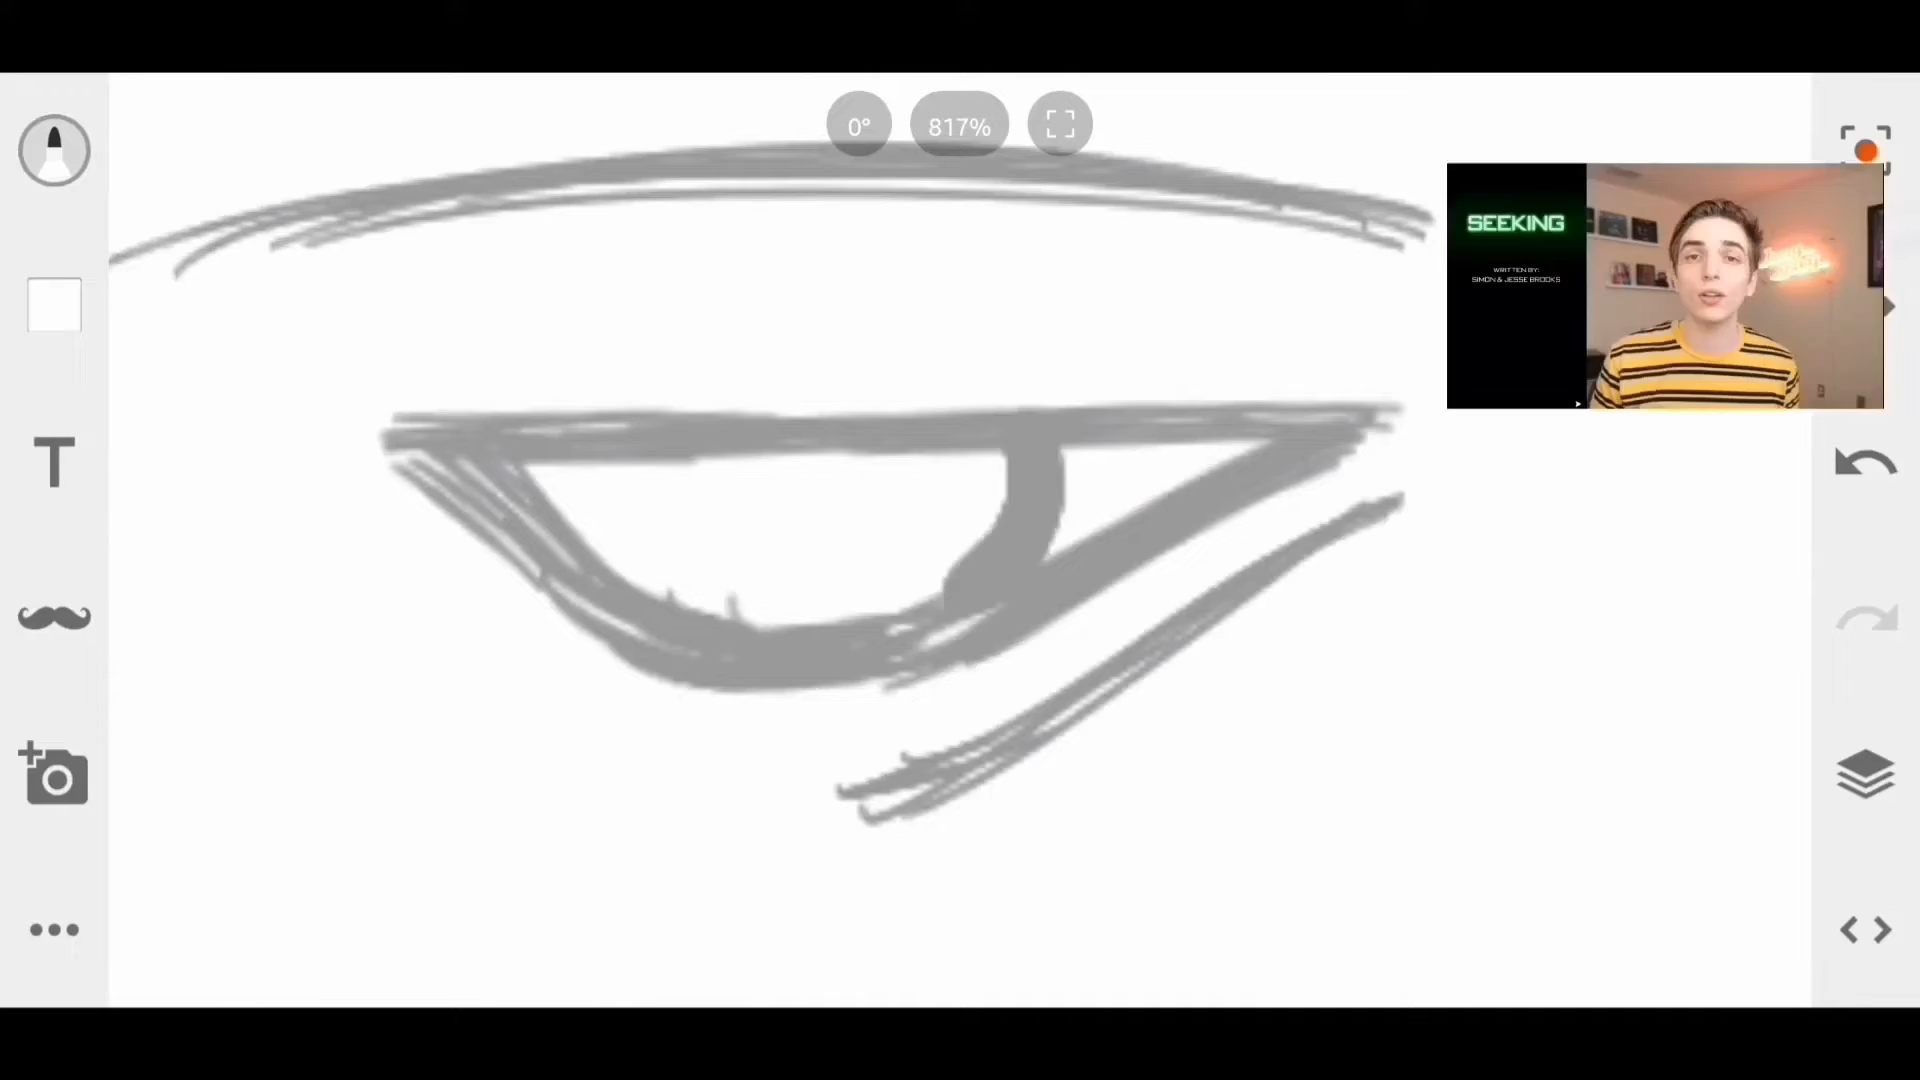 0°
817%
SEEKING
WRITTEN BY:
SIMON & JESSE BROOKS
T